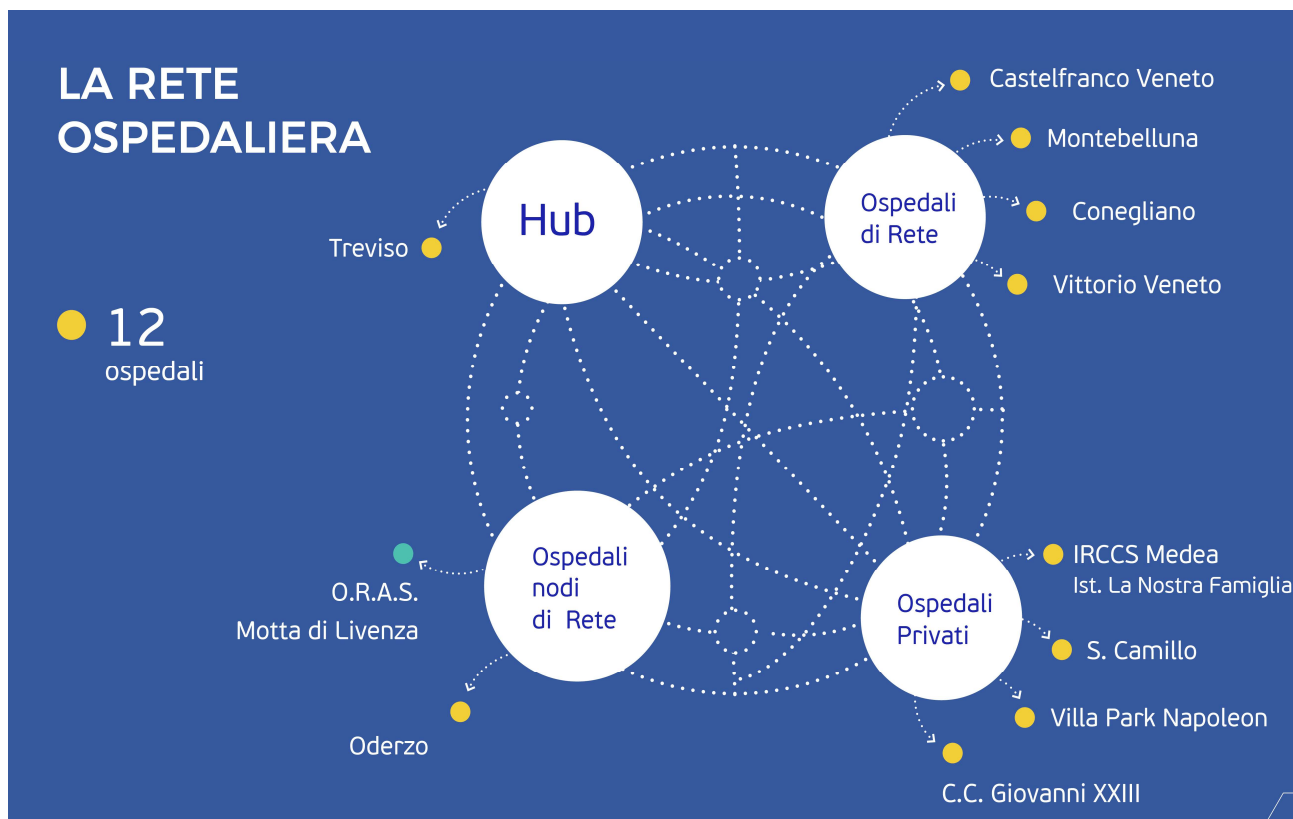 LA RETE
OSPEDALIERA
12
ospedali
Hub
Treviso
Ospedali
di Rete
Castelfranco Veneto
Montebelluna
Conegliano
Vittorio Veneto
Ospedali
nodi
di Rete
O.R.A.S.
Motta di Livenza
Oderzo
Ospedali
Privati
IRCCS Medea
Ist. La Nostra Famiglia
S. Camillo
Villa Park Napoleon
C.C. Giovanni XXIII